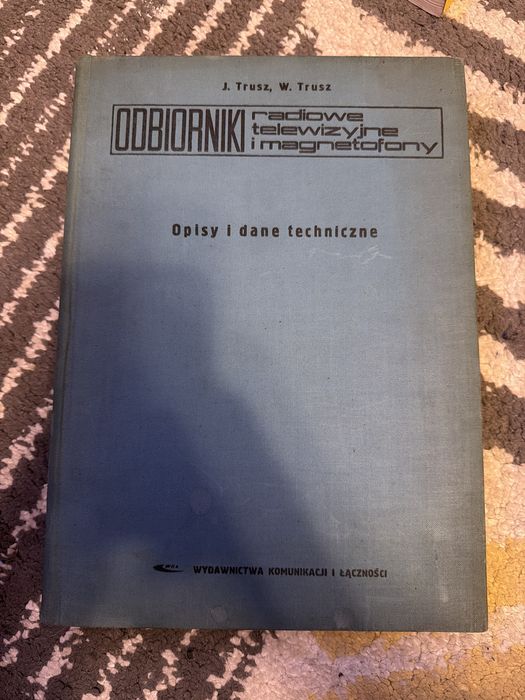 J. Trusz, W. Trusz
ODBIORNIKI radiowe
telewizyjne
i magnetofony
Opisy i dane techniczne
WYDAWNICTWA KOMUNIKACJI I ŁĄCZNOŚCI